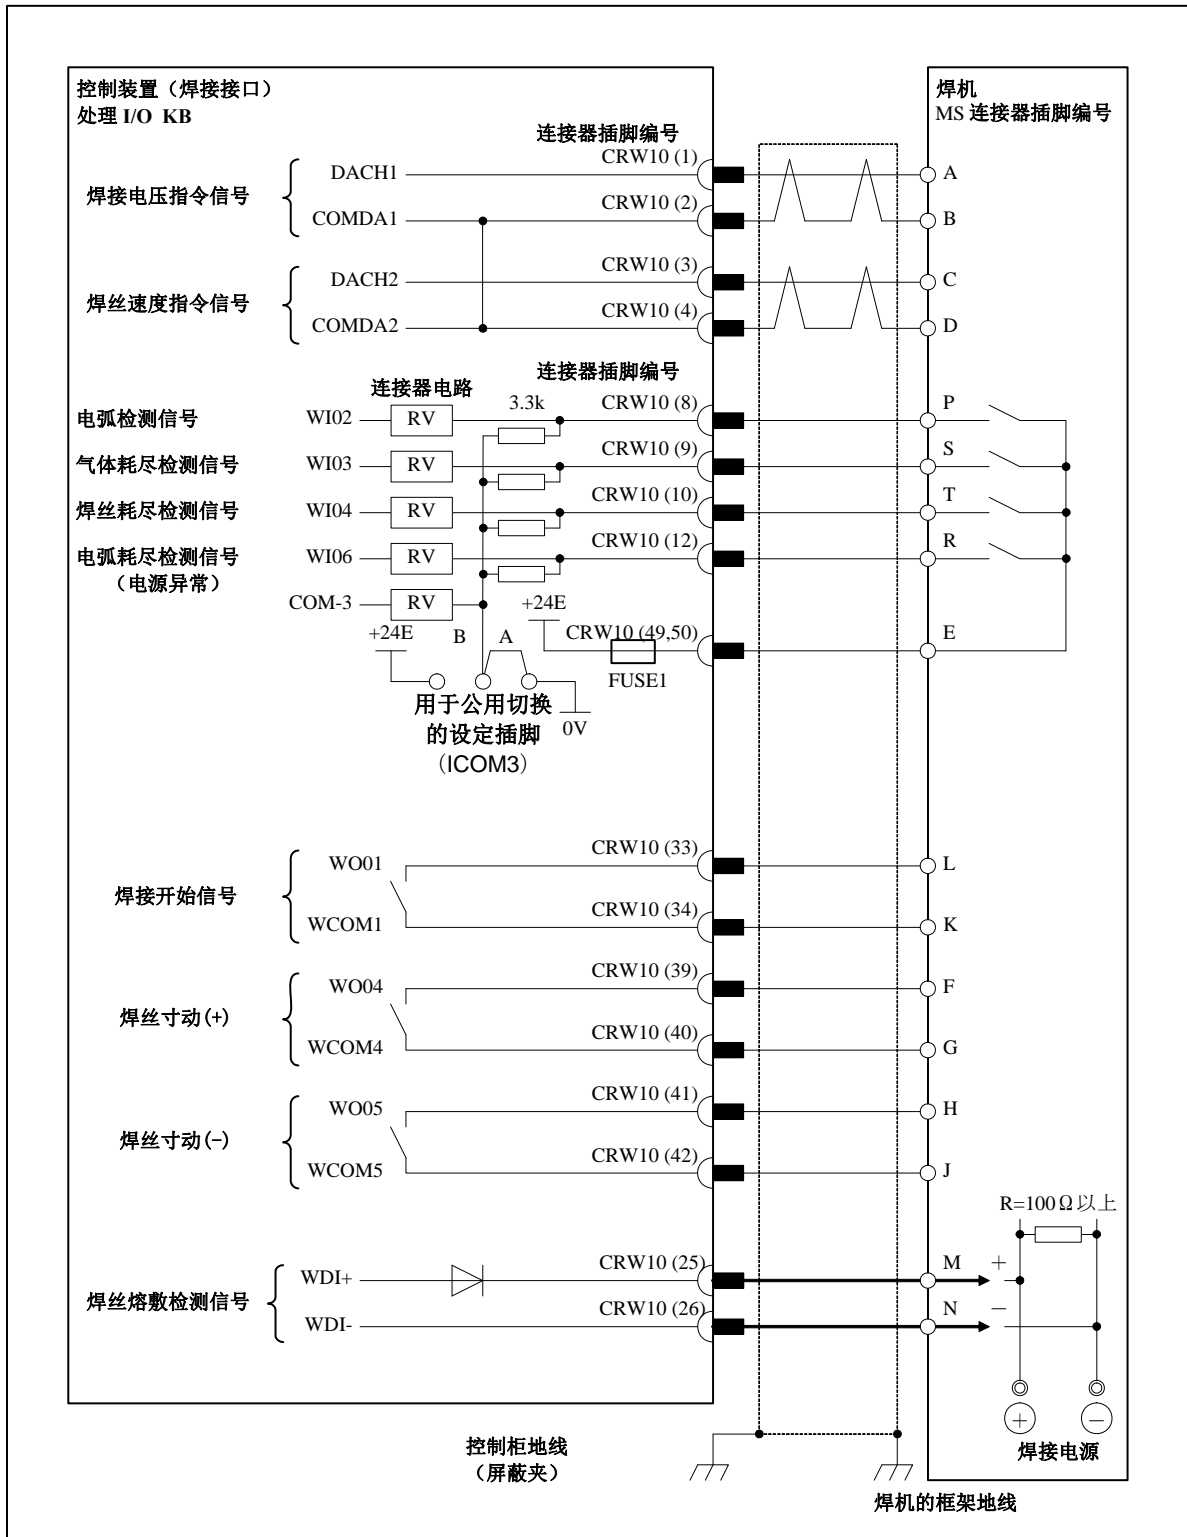 控制装置（焊接接口）
处理 I/O KB
焊机
MS 连接器插脚编号
连接器插脚编号
焊接电压指令信号
DACH1
CRW10 (1)
A
COMDA1
CRW10 (2)
B
焊丝速度指令信号
DACH2
CRW10 (3)
C
COMDA2
CRW10 (4)
D
连接器电路
连接器插脚编号
3.3k
电弧检测信号
WI02
RV
CRW10 (8)
P
气体耗尽检测信号
WI03
RV
CRW10 (9)
S
焊丝耗尽检测信号
WI04
RV
CRW10 (10)
T
电弧耗尽检测信号
（电源异常）
WI06
RV
CRW10 (12)
R
COM-3
RV
+24E
+24E
B
A
CRW10 (49,50)
E
FUSE1
用于公用切换
的设定插脚
（ICOM3）
0V
焊接开始信号
WO01
CRW10 (33)
L
WCOM1
CRW10 (34)
K
焊丝寸动(+)
WO04
CRW10 (39)
F
WCOM4
CRW10 (40)
G
焊丝寸动(-)
WO05
CRW10 (41)
H
WCOM5
CRW10 (42)
J
R=100Ω以上
焊丝熔敷检测信号
WDI+
CRW10 (25)
M
+
WDI-
CRW10 (26)
N
−
+
−
焊接电源
控制柜地线
（屏蔽夹）
焊机的框架地线